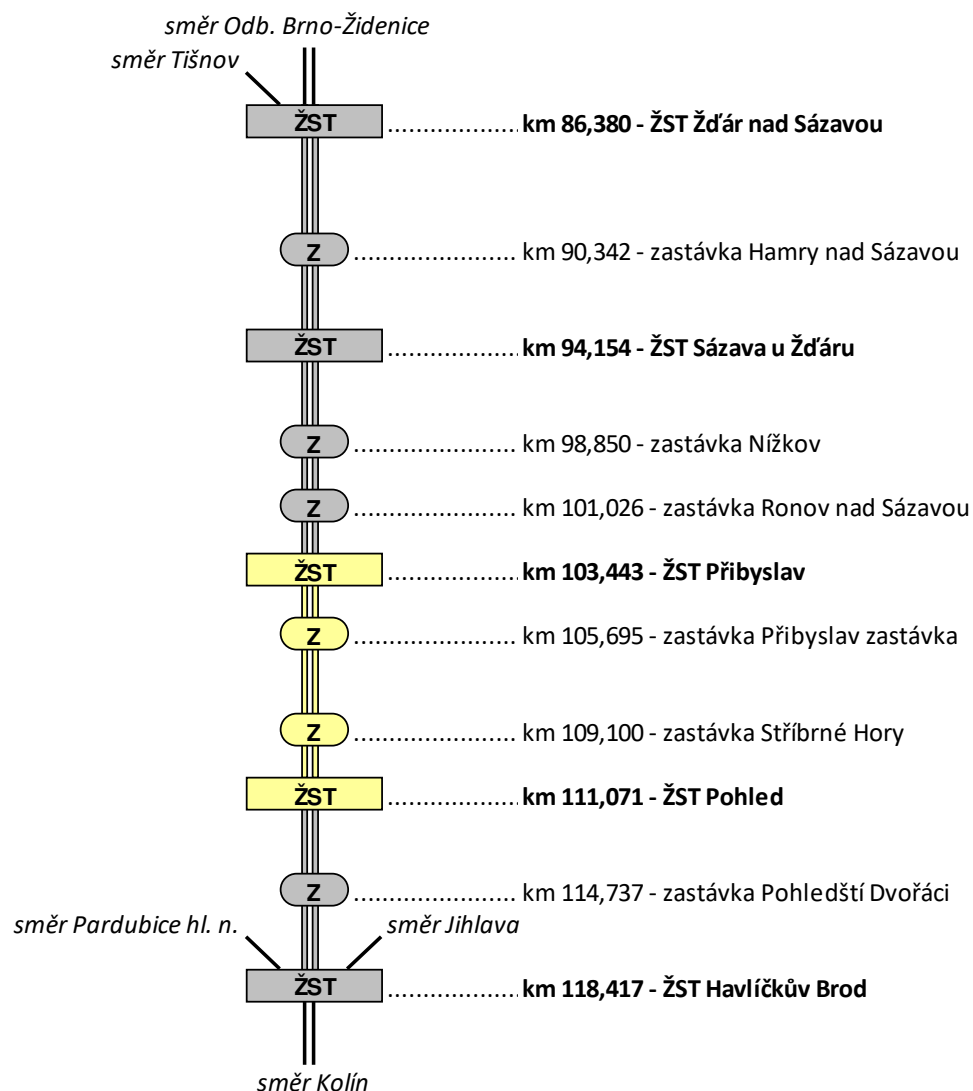 směr Odb. Brno-Židenice
směr Tišnov
ŽST .................... km 86,380 - ŽST Žďár nad Sázavou
Z ......................... km 90,342 - zastávka Hamry nad Sázavou
ŽST .................... km 94,154 - ŽST Sázava u Žďáru
Z ......................... km 98,850 - zastávka Nížkov
Z ......................... km 101,026 - zastávka Ronov nad Sázavou
ŽST .................... km 103,443 - ŽST Přibyslav
Z ......................... km 105,695 - zastávka Přibyslav zastávka
Z ......................... km 109,100 - zastávka Stříbrné Hory
ŽST .................... km 111,071 - ŽST Pohled
Z ......................... km 114,737 - zastávka Pohledští Dvořáci
směr Pardubice hl. n. směr Jihlava
ŽST .................... km 118,417 - ŽST Havlíčkův Brod
směr Kolín